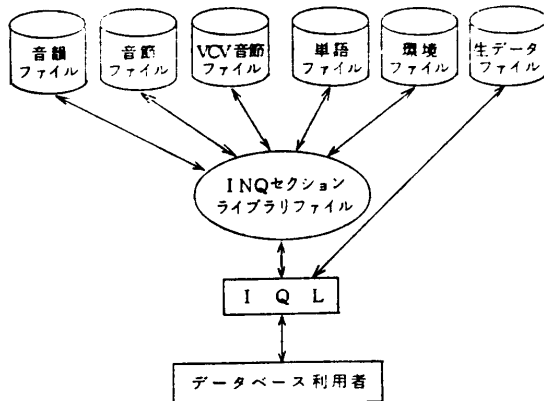 音韻
ファイル
音節
ファイル
VCV音節
ファイル
単語
ファイル
環境
ファイル
生データ
ファイル
INQセクション
ライブラリファイル
I Q L
データベース利用者